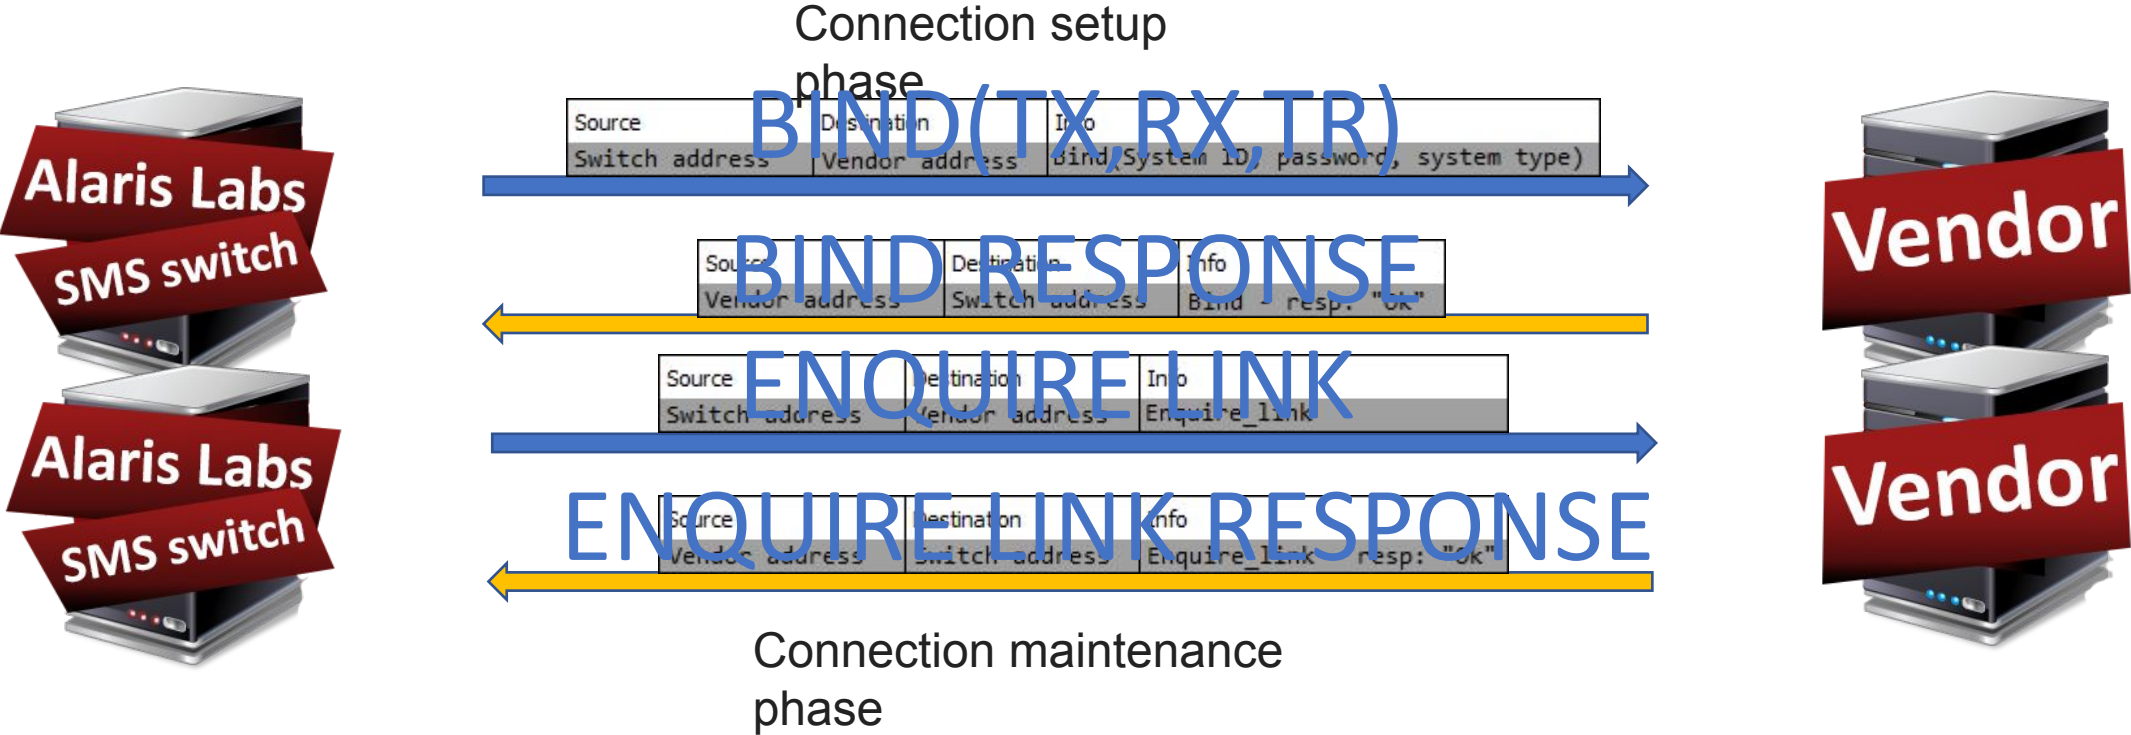 Connection setup
phase
BIND(TX,RX,TR)
Source Destination Info
Switch address Vendor address Bind(System ID, password, system type)
Alaris Labs
SMS switch
Vendor
BIND RESPONSE
Source Destination Info
Vendor address Switch address Bind - resp: "Ok"
ENQUIRE LINK
Source Destination Info
Switch address Vendor address Enquire_link
Alaris Labs
SMS switch
Vendor
ENQUIRE LINK RESPONSE
Source Destination Info
Vendor address Switch address Enquire_link - resp: "Ok"
Connection maintenance
phase